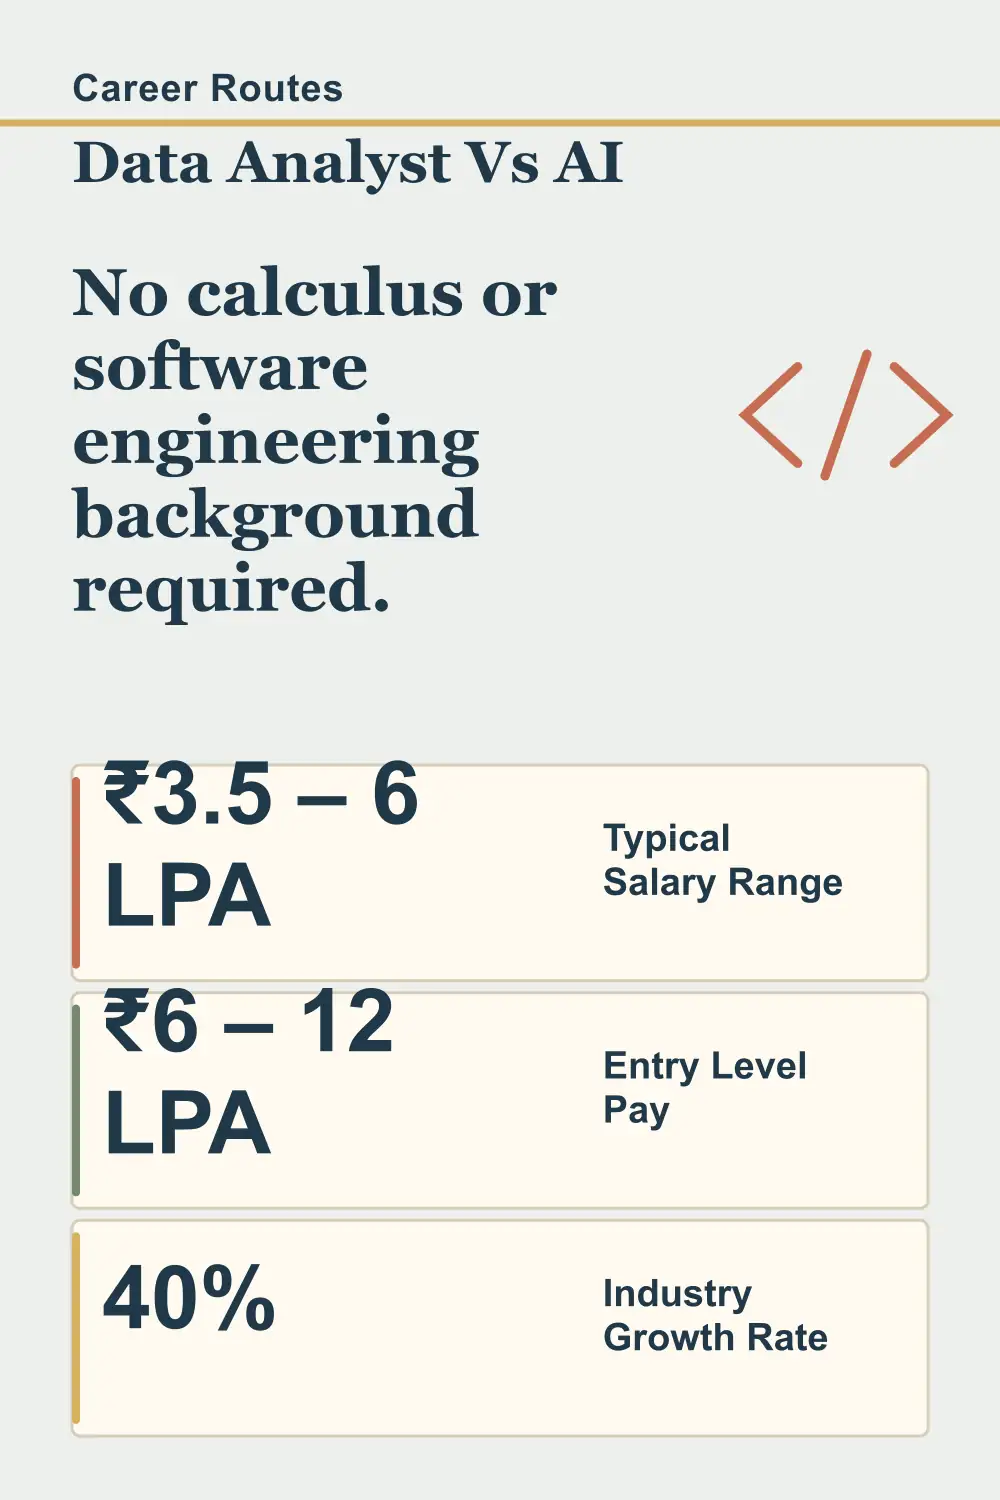 Career Routes
Data Analyst Vs AI
No calculus or
software
engineering
background
required.
₹3.5 – 6
LPA
Typical
Salary Range
₹6 – 12
LPA
Entry Level
Pay
40%
Industry
Growth Rate